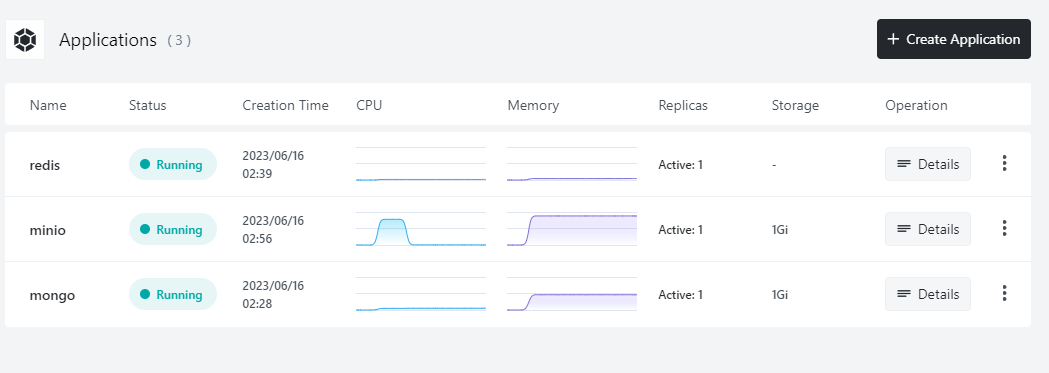 Applications ( 3 )
+ Create Application
Name Status Creation Time CPU Memory Replicas Storage Operation
redis Running 2023/06/16 02:39 Active: 1 - Details
minio Running 2023/06/16 02:56 Active: 1 1Gi Details
mongo Running 2023/06/16 02:28 Active: 1 1Gi Details